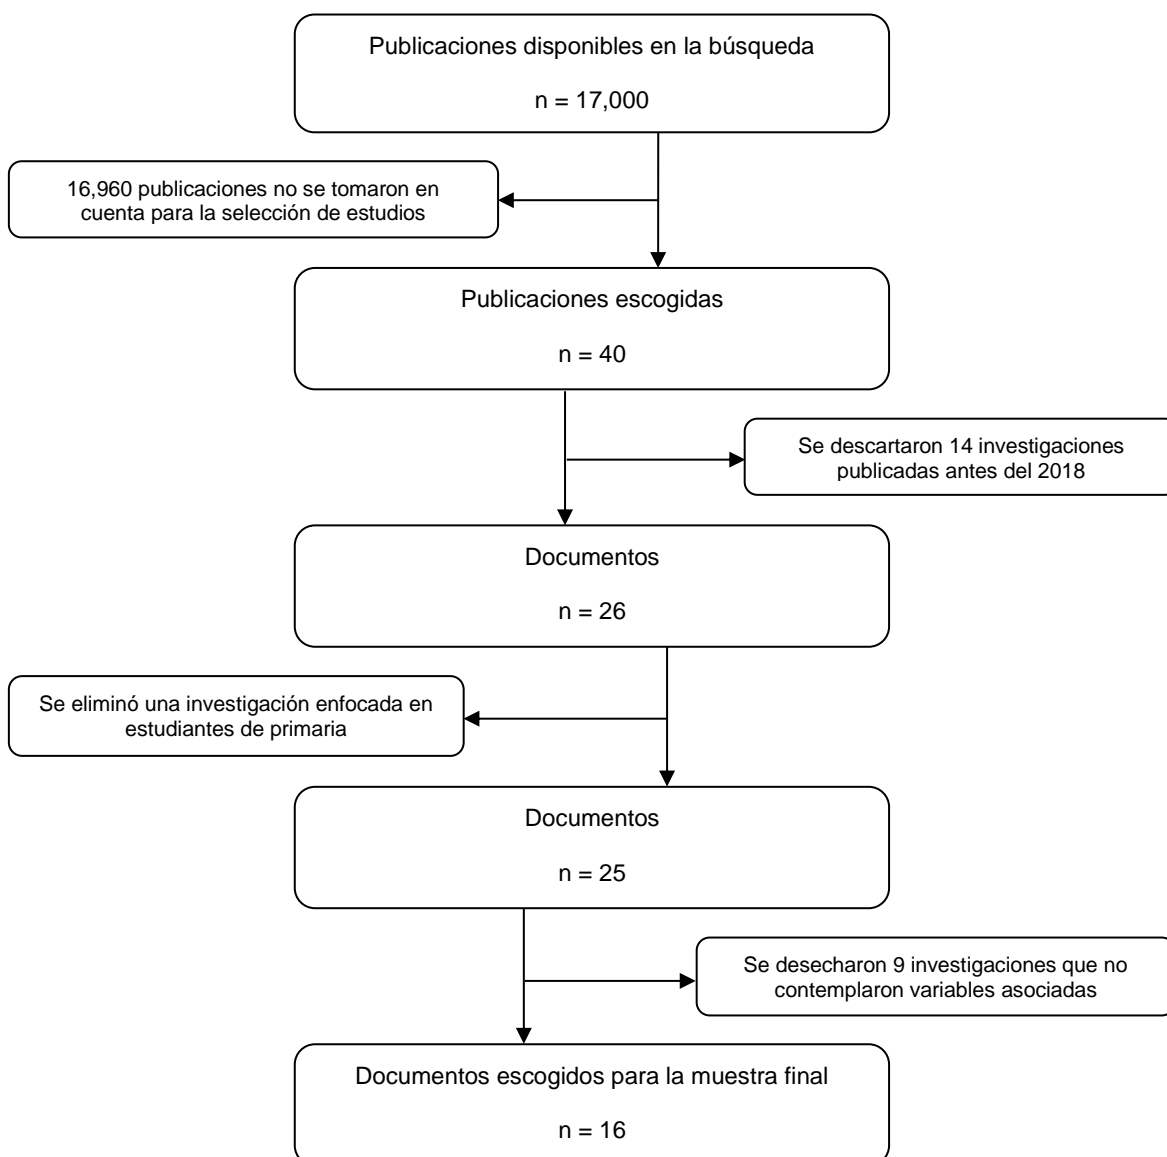 Publicaciones disponibles en la búsqueda
n = 17,000
16,960 publicaciones no se tomaron en
cuenta para la selección de estudios
Publicaciones escogidas
n = 40
Se descartaron 14 investigaciones
publicadas antes del 2018
Documentos
n = 26
Se eliminó una investigación enfocada en
estudiantes de primaria
Documentos
n = 25
Se desecharon 9 investigaciones que no
contemplaron variables asociadas
Documentos escogidos para la muestra final
n = 16